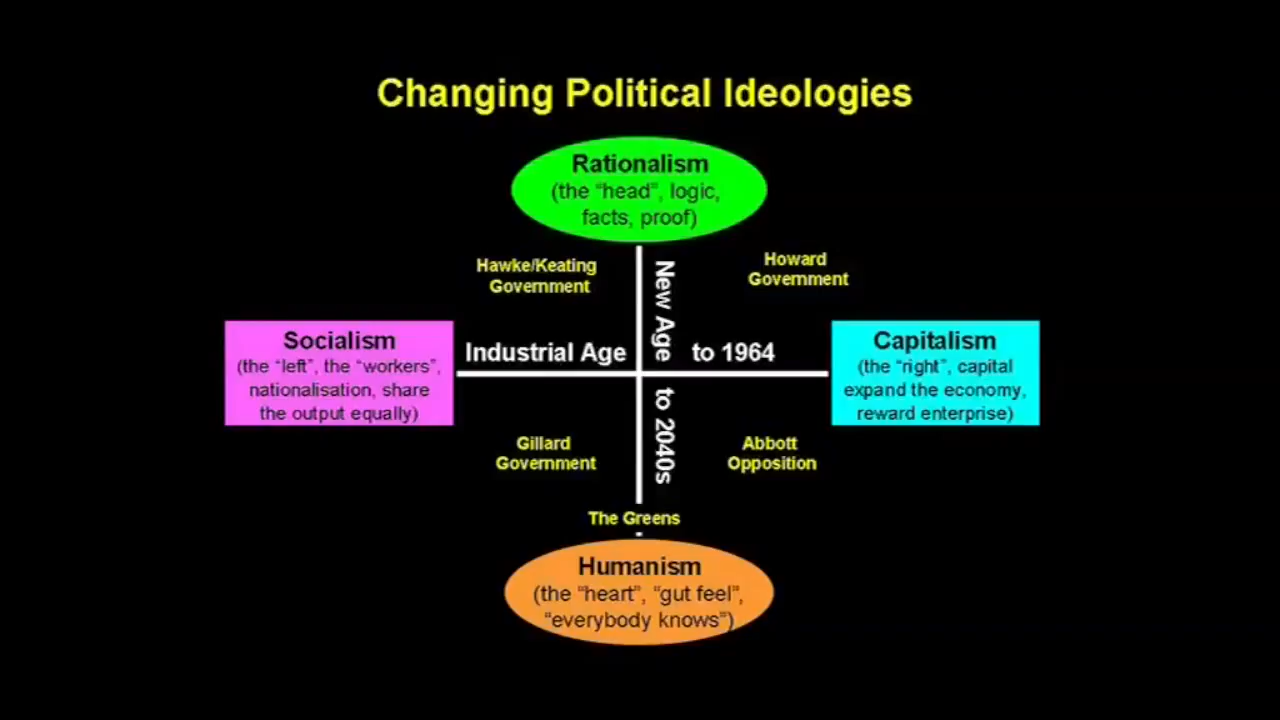 Changing Political Ideologies
Rationalism
(the "head", logic,
facts, proof)
Hawke/Keating
Government
Howard
Government
New Age
to 2040s
Socialism
(the "left", the "workers",
nationalisation, share
the output equally)
Industrial Age
to 1964
Capitalism
(the "right", capital
expand the economy,
reward enterprise)
Gillard
Government
Abbott
Opposition
The Greens
Humanism
(the "heart", "gut feel",
"everybody knows")